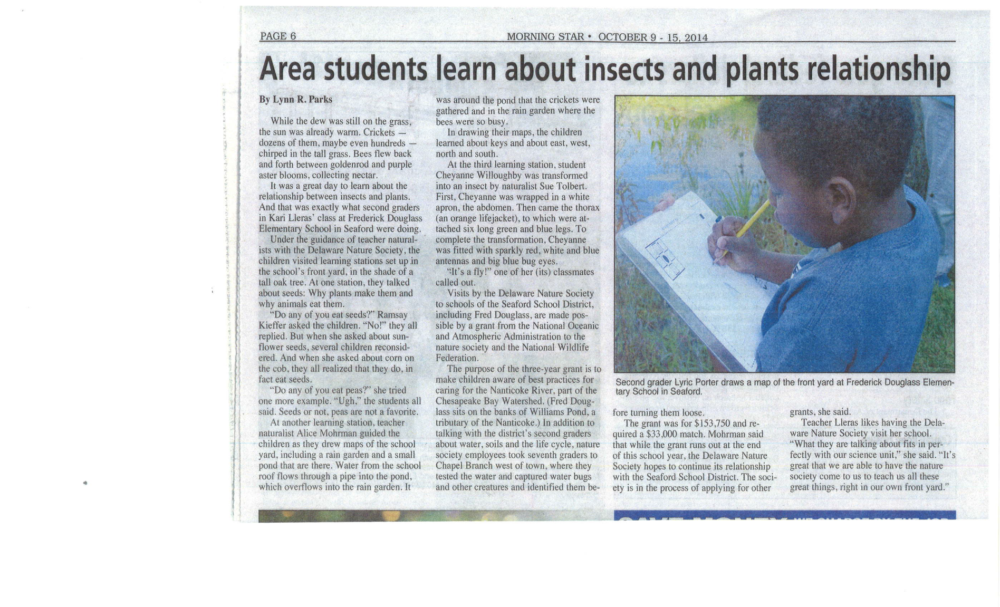 PAGE 6
MORNING STAR • OCTOBER 9 - 15, 2014
Area students learn about insects and plants relationship
By Lynn R. Parks
While the dew was still on the grass,
the sun was already warm. Crickets —
dozens of them, maybe even hundreds —
chirped in the tall grass. Bees flew back
and forth between goldenrod and purple
aster blooms, collecting nectar.
It was a great day to learn about the
relationship between insects and plants.
And that was exactly what second graders
in Kari Lleras' class at Frederick Douglass
Elementary School in Seaford were doing.
Under the guidance of teacher natural-
ists with the Delaware Nature Society, the
children visited learning stations set up in
the school's front yard, in the shade of a
tall oak tree. At one station, they talked
about seeds: Why plants make them and
why animals eat them.
"Do any of you eat seeds?" Ramsay
Kieffer asked the children. "No!" they all
replied. But when she asked about sun-
flower seeds, several children reconsid-
ered. And when she asked about corn on
the cob, they all realized that they do, in
fact eat seeds.
"Do any of you eat peas?" she tried
one more example. "Ugh," the students all
said. Seeds or not, peas are not a favorite.
At another learning station, teacher
naturalist Alice Mohrman guided the
children as they drew maps of the school
yard, including a rain garden and a small
pond that are there. Water from the school
roof flows through a pipe into the pond,
which overflows into the rain garden. It
was around the pond that the crickets were
gathered and in the rain garden where the
bees were so busy.
In drawing their maps, the children
learned about keys and about east, west,
north and south.
At the third learning station, student
Cheyanne Willoughby was transformed
into an insect by naturalist Sue Tolbert.
First, Cheyanne was wrapped in a white
apron, the abdomen. Then came the thorax
(an orange lifejacket), to which were at-
tached six long green and blue legs. To
complete the transformation, Cheyanne
was fitted with sparkly red, white and blue
antennas and big blue bug eyes.
"It's a fly!" one of her (its) classmates
called out.
Visits by the Delaware Nature Society
to schools of the Seaford School District,
including Fred Douglass, are made pos-
sible by a grant from the National Oceanic
and Atmospheric Administration to the
nature society and the National Wildlife
Federation.
The purpose of the three-year grant is to
make children aware of best practices for
caring for the Nanticoke River, part of the
Chesapeake Bay Watershed. (Fred Doug-
lass sits on the banks of Williams Pond, a
tributary of the Nanticoke.) In addition to
talking with the district's second graders
about water, soils and the life cycle, nature
society employees took seventh graders to
Chapel Branch west of town, where they
tested the water and captured water bugs
and other creatures and identified them be-
Second grader Lyric Porter draws a map of the front yard at Frederick Douglass Elemen-
tary School in Seaford.
fore turning them loose.
The grant was for $153,750 and re-
quired a $33,000 match. Mohrman said
that while the grant runs out at the end
of this school year, the Delaware Nature
Society hopes to continue its relationship
with the Seaford School District. The soci-
ety is in the process of applying for other
grants, she said.
Teacher Lleras likes having the Dela-
ware Nature Society visit her school.
"What they are talking about fits in per-
fectly with our science unit," she said. "It's
great that we are able to have the nature
society come to us to teach us all these
great things, right in our own front yard."
SAVE MONEY WE CHARGE BY THE JOB